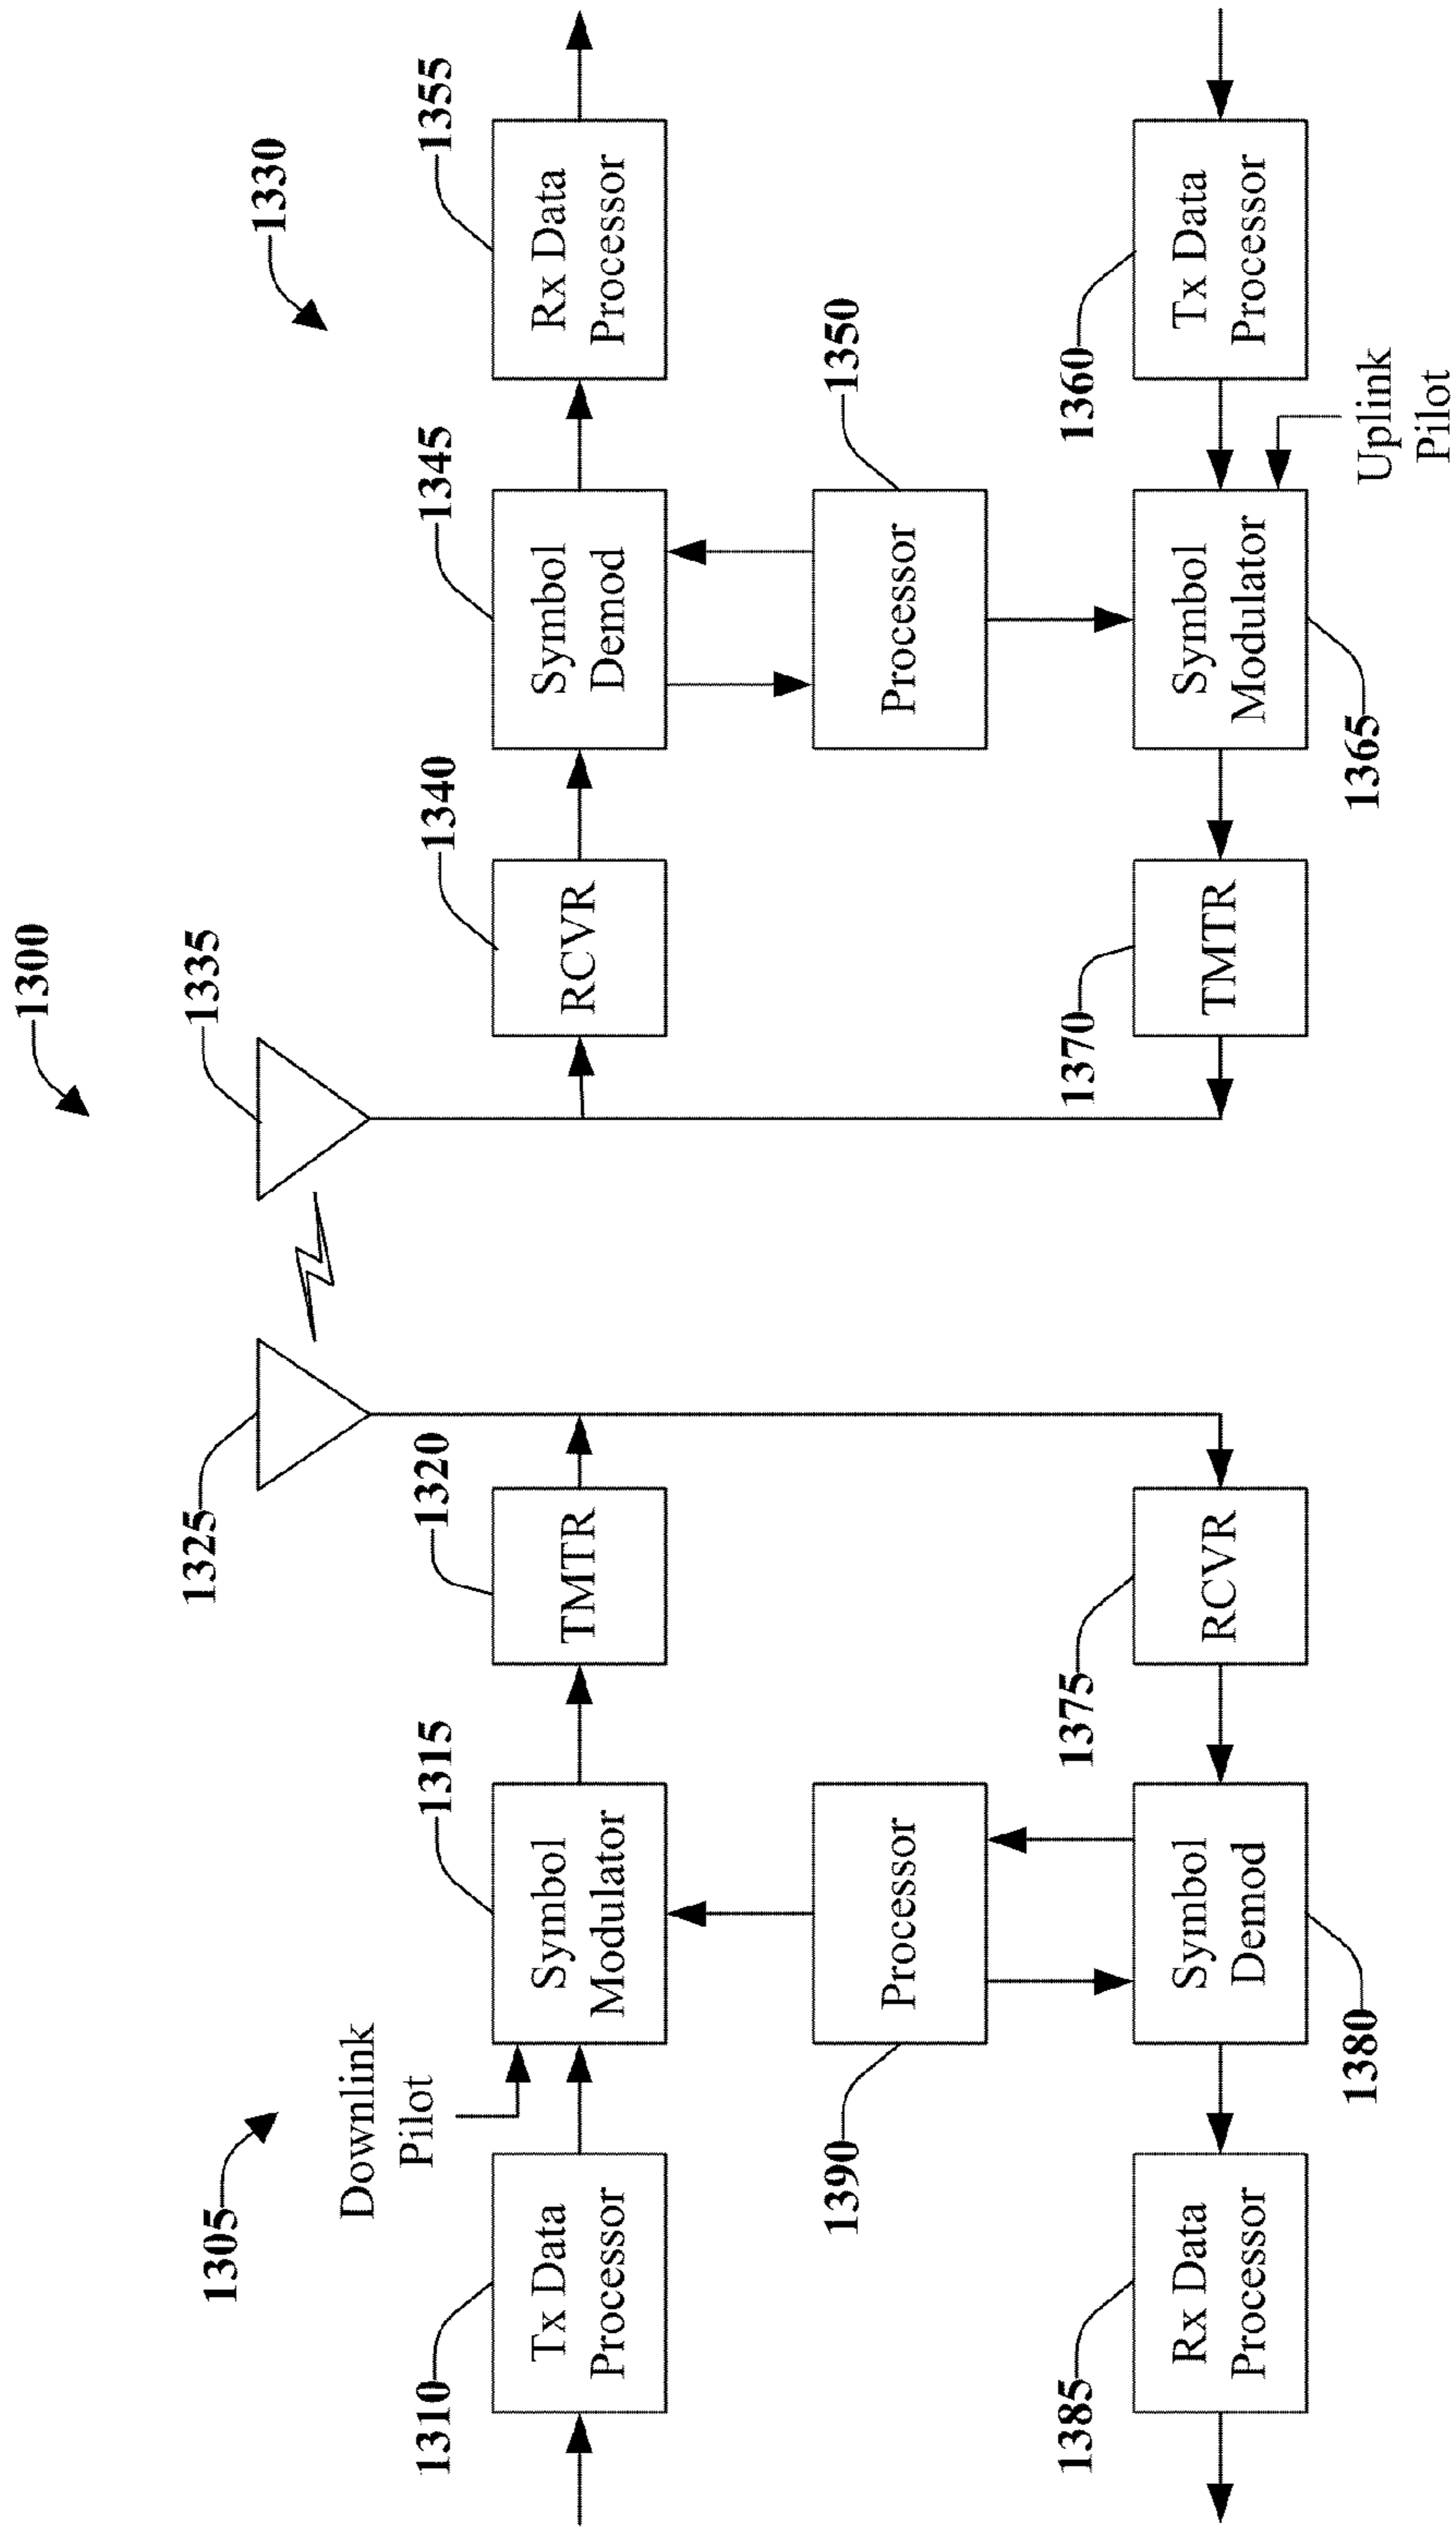 1300
1305
1325
1335
1330
Downlink
Pilot
1310
Tx Data
Processor
1315
Symbol
Modulator
1320
TMTR
1340
RCVR
1345
Symbol
Demod
1355
Rx Data
Processor
1390
Processor
1350
Processor
1385
Rx Data
Processor
1380
Symbol
Demod
1375
RCVR
1370
TMTR
1365
Symbol
Modulator
1360
Tx Data
Processor
Uplink
Pilot